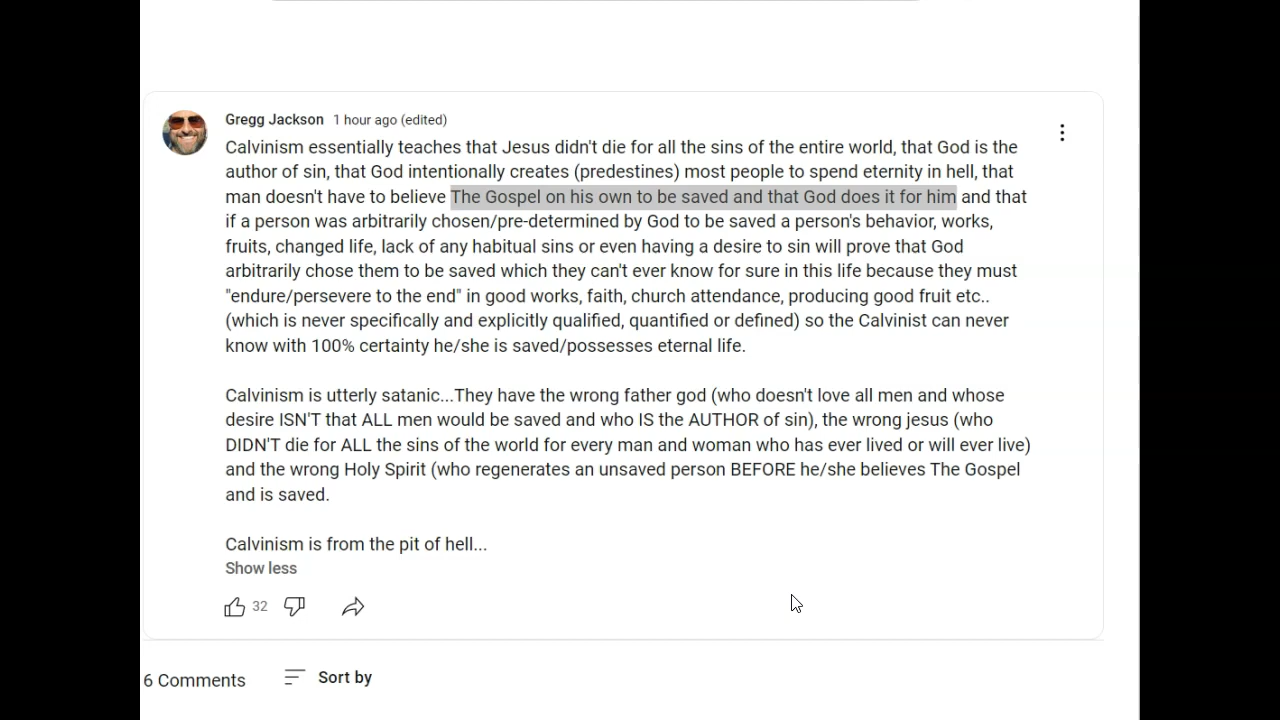 Gregg Jackson 1 hour ago (edited)
Calvinism essentially teaches that Jesus didn't die for all the sins of the entire world, that God is the
author of sin, that God intentionally creates (predestines) most people to spend eternity in hell, that
man doesn't have to believe The Gospel on his own to be saved and that God does it for him and that
if a person was arbitrarily chosen/pre-determined by God to be saved a person's behavior, works,
fruits, changed life, lack of any habitual sins or even having a desire to sin will prove that God
arbitrarily chose them to be saved which they can't ever know for sure in this life because they must
"endure/persevere to the end" in good works, faith, church attendance, producing good fruit etc..
(which is never specifically and explicitly qualified, quantified or defined) so the Calvinist can never
know with 100% certainty he/she is saved/possesses eternal life.
Calvinism is utterly satanic...They have the wrong father god (who doesn't love all men and whose
desire ISN'T that ALL men would be saved and who IS the AUTHOR of sin), the wrong jesus (who
DIDN'T die for ALL the sins of the world for every man and woman who has ever lived or will ever live)
and the wrong Holy Spirit (who regenerates an unsaved person BEFORE he/she believes The Gospel
and is saved.
Calvinism is from the pit of hell...
Show less
32
6 Comments Sort by